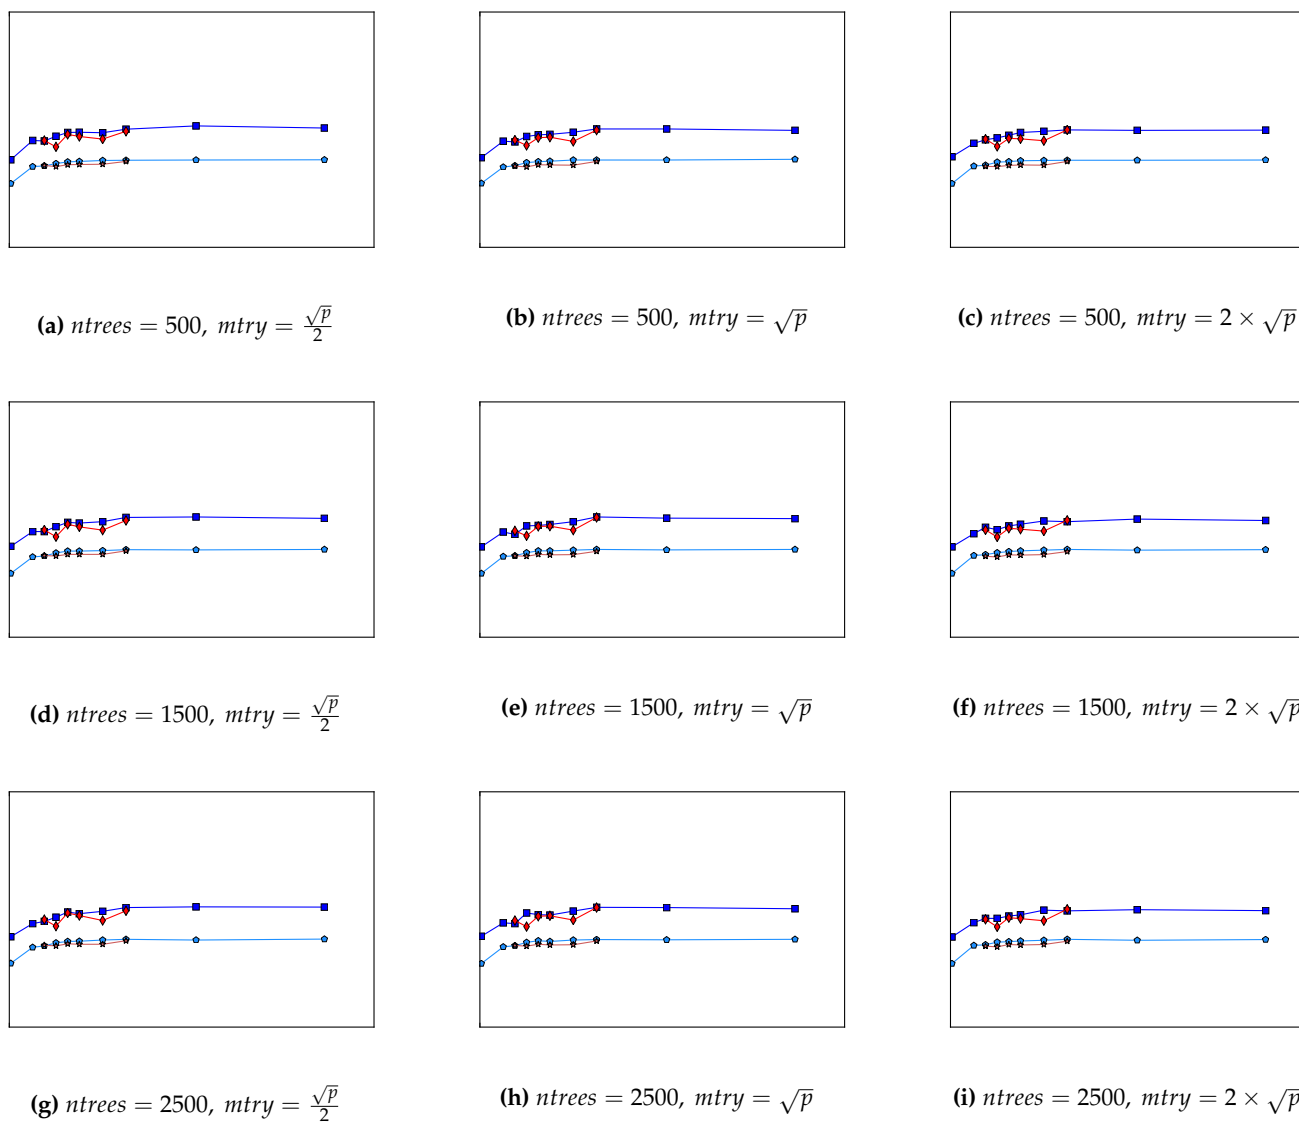 (a) ntrees = 500, mtry = √p/2
(b) ntrees = 500, mtry = √p
(c) ntrees = 500, mtry = 2 × √p
(d) ntrees = 1500, mtry = √p/2
(e) ntrees = 1500, mtry = √p
(f) ntrees = 1500, mtry = 2 × √p
(g) ntrees = 2500, mtry = √p/2
(h) ntrees = 2500, mtry = √p
(i) ntrees = 2500, mtry = 2 × √p